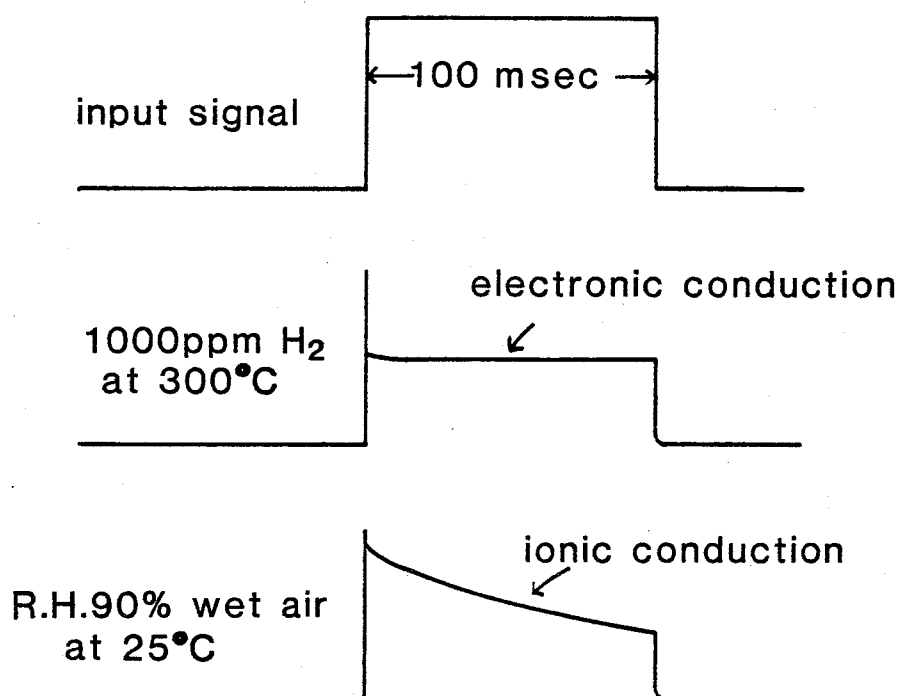 100 msec
input signal
electronic conduction
1000ppm H₂
at 300°C
ionic conduction
R.H.90% wet air
at 25°C